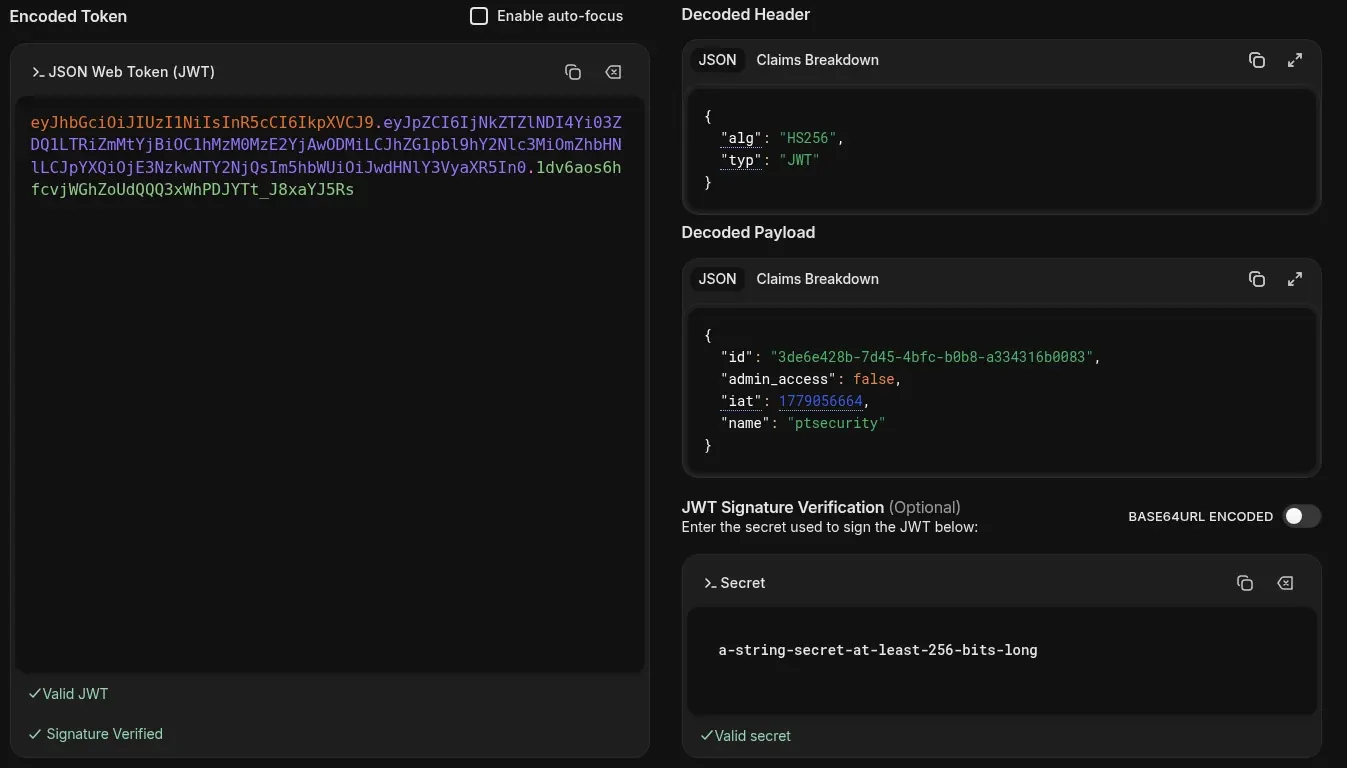 Encoded Token
Enable auto-focus
JSON Web Token (JWT)
eyJhbGciOiJIUzI1NiIsInR5cCI6IkpXVCJ9.eyJpZCI6IjNkZTZlNDI4Yi03Z
DQ1LTRiZmMtYjBiOC1hMzM0MzE2YjAwODMiLCJhZG1pbl9hY2Nlc3MiOmZhbHN
lLCJpYXQiOjE3NzkwNTY2NjQsIm5hbWUiOiJwdHNlY3VyaXR5In0.1dv6aos6h
fcvjWGhZoUdQQQ3xWhPDJYTt_J8xaYJ5Rs
Valid JWT
Signature Verified
Decoded Header
JSON Claims Breakdown
{
"alg": "HS256",
"typ": "JWT"
}
Decoded Payload
JSON Claims Breakdown
{
"id": "3de6e428b-7d45-4bfc-b0b8-a334316b0083",
"admin_access": false,
"iat": 1779056664,
"name": "ptsecurity"
}
JWT Signature Verification (Optional)
Enter the secret used to sign the JWT below:
BASE64URL ENCODED
Secret
a-string-secret-at-least-256-bits-long
Valid secret